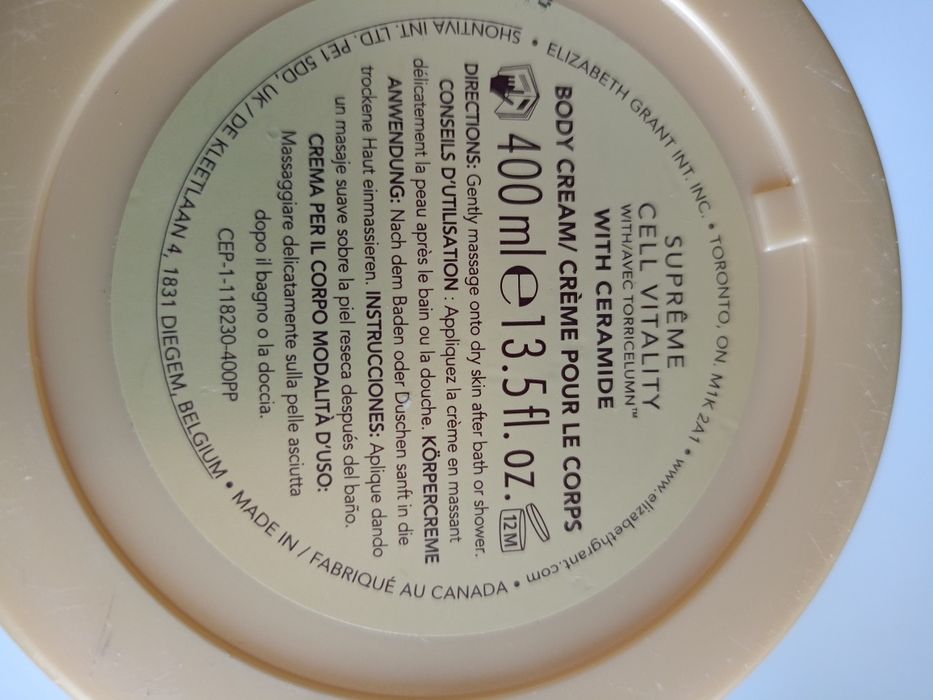 SUPRÊME
CELL VITALITY
WITH/AVEC TORRICELUMN™
WITH CERAMIDE
BODY CREAM/ CRÈME POUR LE CORPS
400 ml e 13.5 fl. oz. 12M
DIRECTIONS: Gently massage onto dry skin after bath or shower.
CONSEILS D'UTILISATION : Appliquez la crème en massant
délicatement la peau après le bain ou la douche. KÖRPERCREME
ANWENDUNG: Nach dem Baden oder Duschen sanft in die
trockene Haut einmassieren. INSTRUCCIONES: Aplique dando
un masaje suave sobre la piel reseca después del baño.
CREMA PER IL CORPO MODALITÀ D'USO:
Massaggiare delicatamente sulla pelle asciutta
dopo il bagno o la doccia.
CEP-1-118230-400PP
• ELIZABETH GRANT INT. INC. • TORONTO, ON, M1K 2A1 • www.elizabethgrant.com • MADE IN / FABRIQUÉ AU CANADA •
SHONTIVA INT. LTD. PE1 5DD, UK / DE KLEETLAAN 4, 1831 DIEGEM, BELGIUM